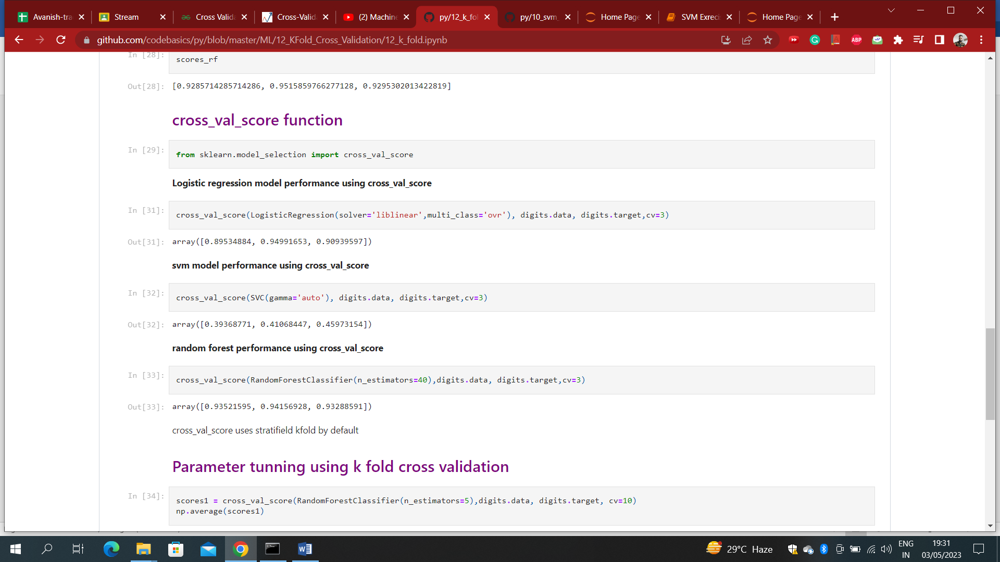 Avanish-tra
Stream
Cross Valida
Cross-Valid
(2) Machine
py/12_k_fol
py/10_svm_
Home Page
SVM Exreci
Home Page
github.com/codebasics/py/blob/master/ML/12_KFold_Cross_Validation/12_k_fold.ipynb
ABP
In [28]:
scores_rf
Out[28]: [0.9285714285714286, 0.9515859766277128, 0.9295302013422819]
cross_val_score function
In [29]:
from sklearn.model_selection import cross_val_score
Logistic regression model performance using cross_val_score
In [31]:
cross_val_score(LogisticRegression(solver='liblinear',multi_class='ovr'), digits.data, digits.target,cv=3)
Out[31]: array([0.89534884, 0.94991653, 0.90939597])
svm model performance using cross_val_score
In [32]:
cross_val_score(SVC(gamma='auto'), digits.data, digits.target,cv=3)
Out[32]: array([0.39368771, 0.41068447, 0.45973154])
random forest performance using cross_val_score
In [33]:
cross_val_score(RandomForestClassifier(n_estimators=40),digits.data, digits.target,cv=3)
Out[33]: array([0.93521595, 0.94156928, 0.93288591])
cross_val_score uses stratifield kfold by default
Parameter tunning using k fold cross validation
In [34]:
scores1 = cross_val_score(RandomForestClassifier(n_estimators=5),digits.data, digits.target, cv=10)
np.average(scores1)
29°C Haze
ENG
IN
19:31
03/05/2023